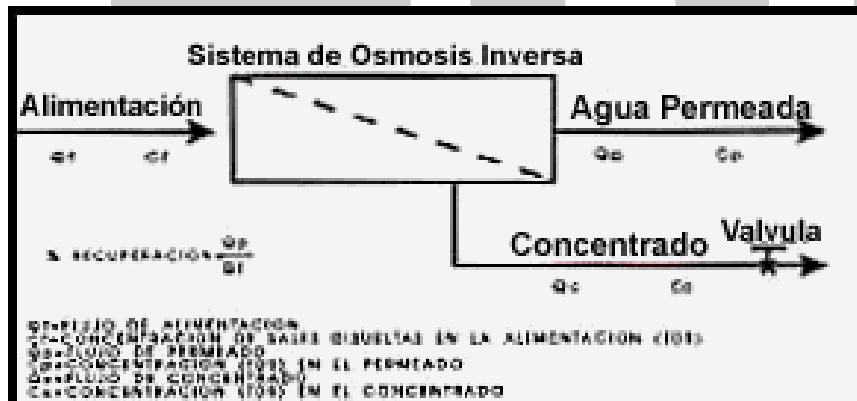 Sistema de Osmosis Inversa
Alimentación
Agua Permeada
Qf Cf
Qp Cp
Concentrado
Valvula
% RECUPERACION=Qp/Qf
Qc Cc
Qf=FLUJO DE ALIMENTACION
Cf=CONCENTRACION DE SALES DISUELTAS EN LA ALIMENTACION (TDS)
Qp=FLUJO DE PERMEADO
Cp=CONCENTRACION (TDS) EN EL PERMEADO
Qc=FLUJO DE CONCENTRADO
Cc=CONCENTRACION (TDS) EN EL CONCENTRADO